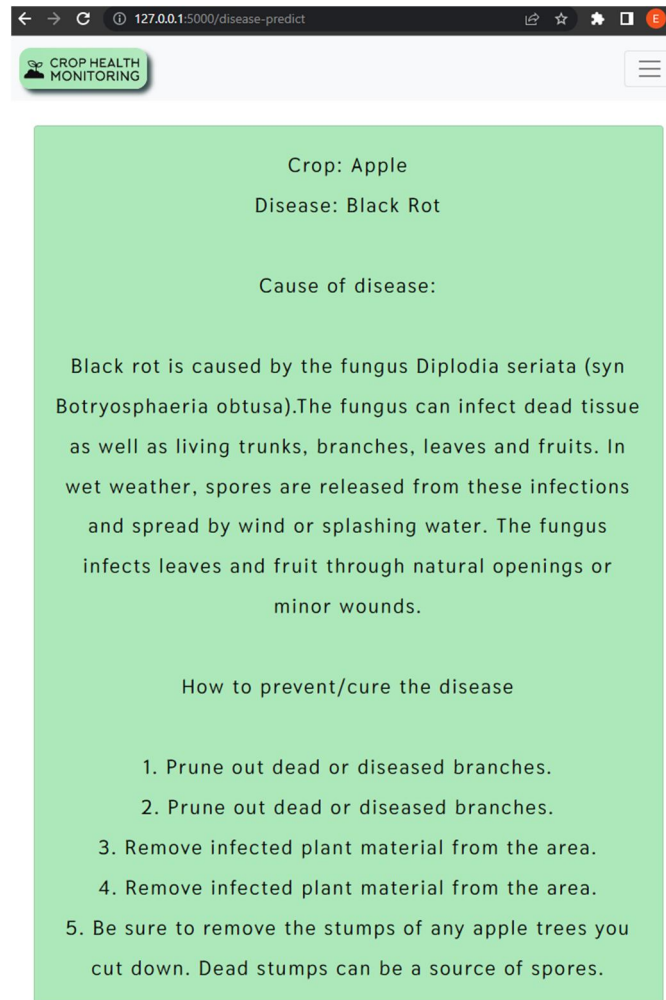 127.0.0.1:5000/disease-predict
E
CROP HEALTH
MONITORING
Crop: Apple
Disease: Black Rot
Cause of disease:
Black rot is caused by the fungus Diplodia seriata (syn
Botryosphaeria obtusa).The fungus can infect dead tissue
as well as living trunks, branches, leaves and fruits. In
wet weather, spores are released from these infections
and spread by wind or splashing water. The fungus
infects leaves and fruit through natural openings or
minor wounds.
How to prevent/cure the disease
1. Prune out dead or diseased branches.
2. Prune out dead or diseased branches.
3. Remove infected plant material from the area.
4. Remove infected plant material from the area.
5. Be sure to remove the stumps of any apple trees you
cut down. Dead stumps can be a source of spores.